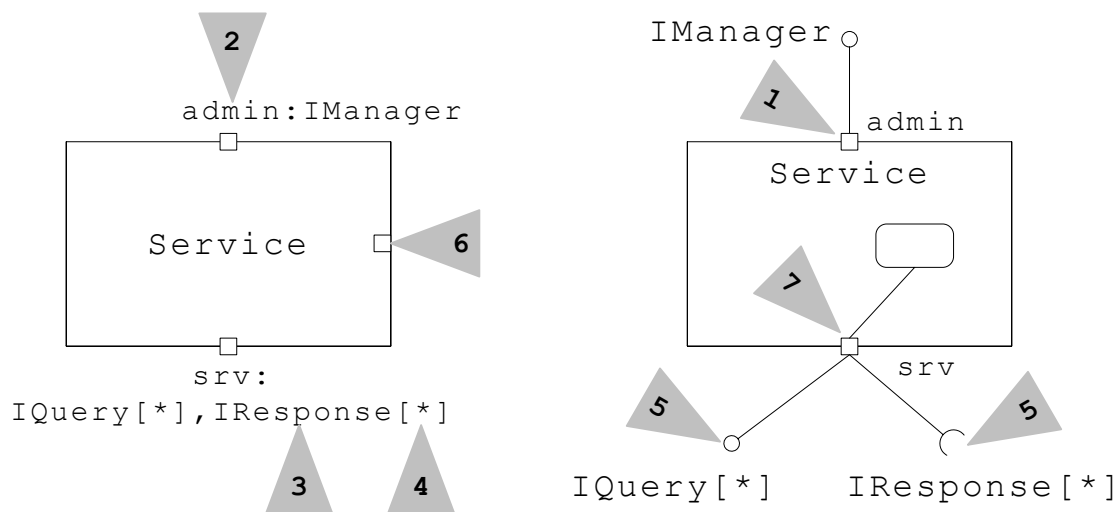 2
admin:IManager
Service
6
srv:
IQuery[*],IResponse[*]
3
4
IManager
1
admin
Service
7
srv
5
5
IQuery[*]
IResponse[*]